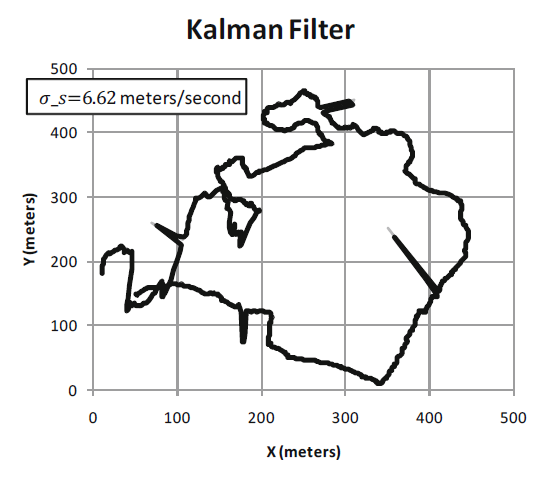 Kalman Filter
500
σ_s=6.62 meters/second
400
300
200
100
0
Y (meters)
0 100 200 300 400 500
X (meters)